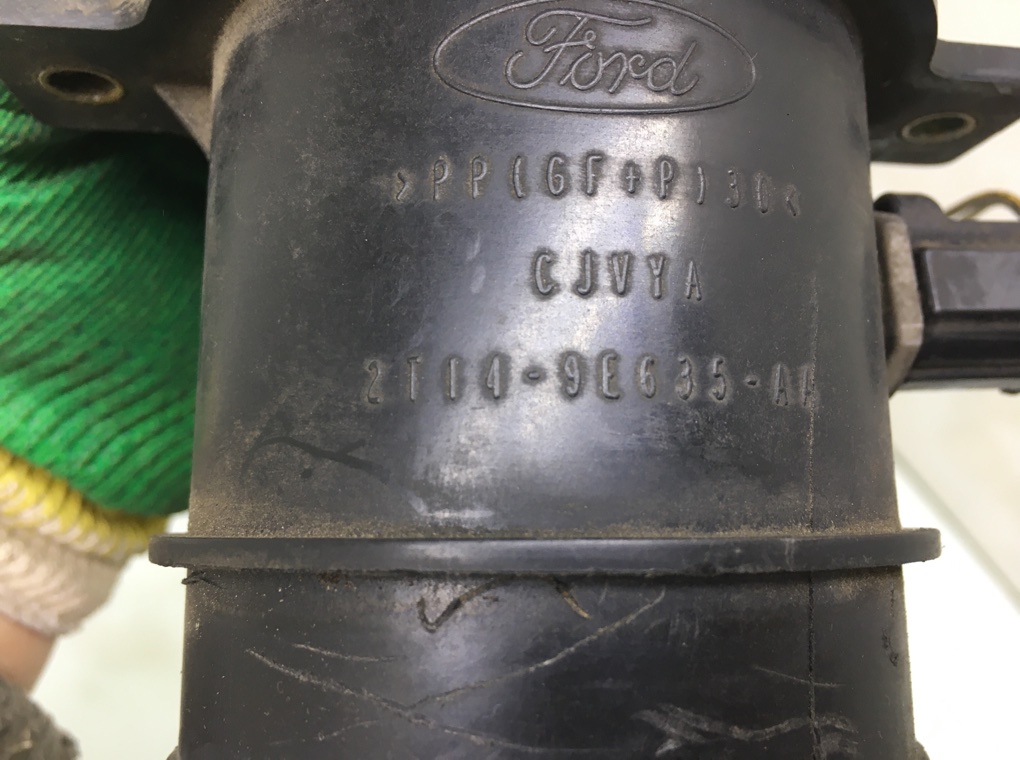 Ford
>PP(GF+P)30<
CJVYA
2T14-9E635-AA